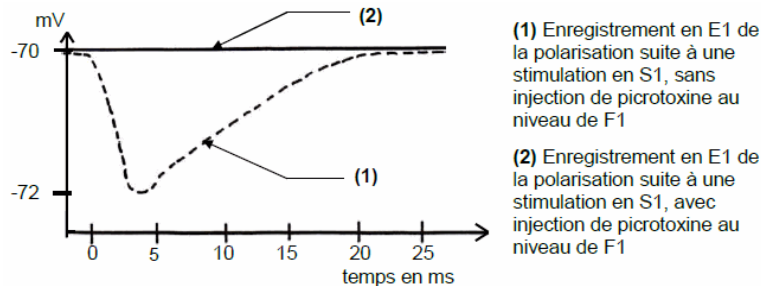 mV
(2)
-70
(1)
-72
0 5 10 15 20 25
temps en ms
(1) Enregistrement en E1 de
la polarisation suite à une
stimulation en S1, sans
injection de picrotoxine au
niveau de F1
(2) Enregistrement en E1 de
la polarisation suite à une
stimulation en S1, avec
injection de picrotoxine au
niveau de F1